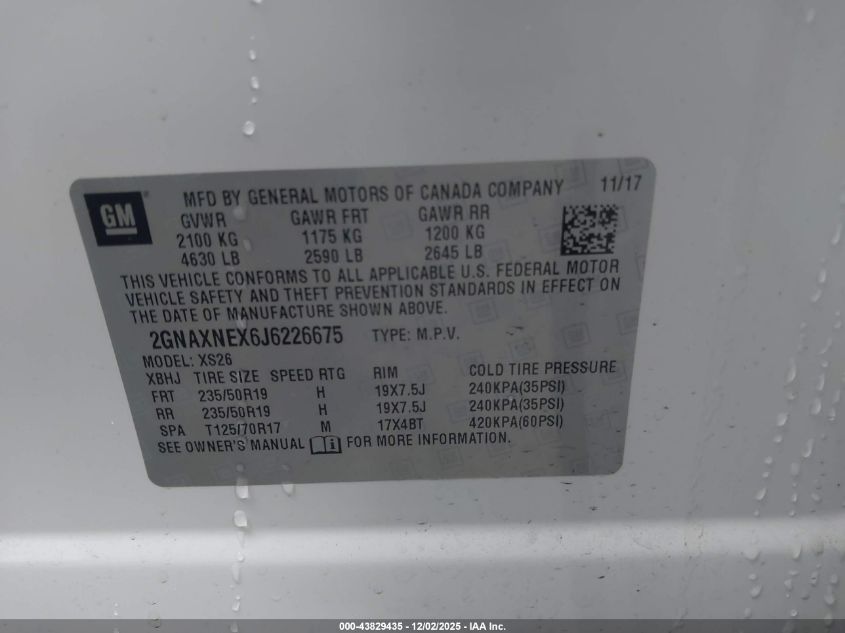 GM
MFD BY GENERAL MOTORS OF CANADA COMPANY 11/17
GVWR GAWR FRT GAWR RR
2100 KG 1175 KG 1200 KG
4630 LB 2590 LB 2645 LB
THIS VEHICLE CONFORMS TO ALL APPLICABLE U.S. FEDERAL MOTOR
VEHICLE SAFETY AND THEFT PREVENTION STANDARDS IN EFFECT ON
THE DATE OF MANUFACTURE SHOWN ABOVE.
2GNAXNEX6J6226675 TYPE: M.P.V.
MODEL: XS26
XBHJ TIRE SIZE SPEED RTG RIM COLD TIRE PRESSURE
FRT 235/50R19 H 19X7.5J 240KPA(35PSI)
RR 235/50R19 H 19X7.5J 240KPA(35PSI)
SPA T125/70R17 M 17X4BT 420KPA(60PSI)
SEE OWNER'S MANUAL FOR MORE INFORMATION.
000-43829435 - 12/02/2025 - IAA Inc.